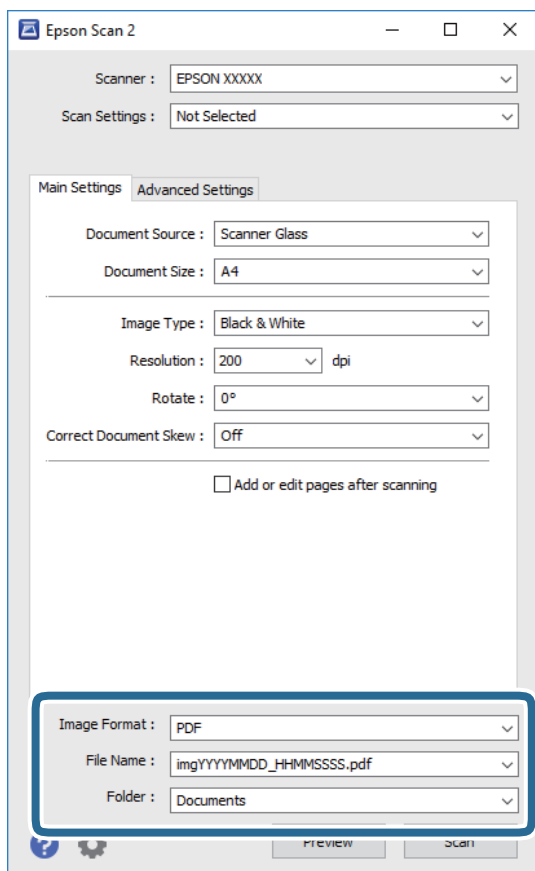 Epson Scan 2
Scanner : EPSON XXXXX
Scan Settings : Not Selected
Main Settings Advanced Settings
Document Source : Scanner Glass
Document Size : A4
Image Type : Black & White
Resolution : 200 dpi
Rotate : 0°
Correct Document Skew : Off
Add or edit pages after scanning
Image Format : PDF
File Name : imgYYYYMMDD_HHMMSSSS.pdf
Folder : Documents
? Preview Scan